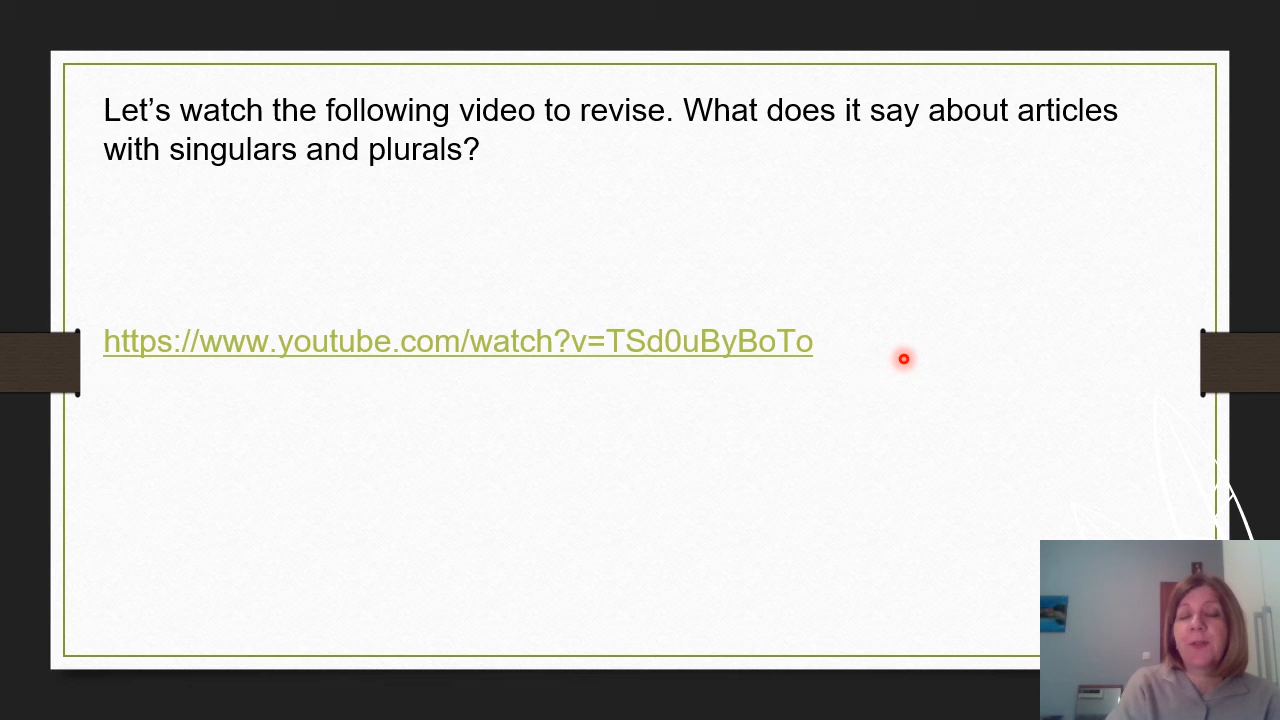 Let’s watch the following video to revise. What does it say about articles
with singulars and plurals?
https://www.youtube.com/watch?v=TSd0uByBoTo